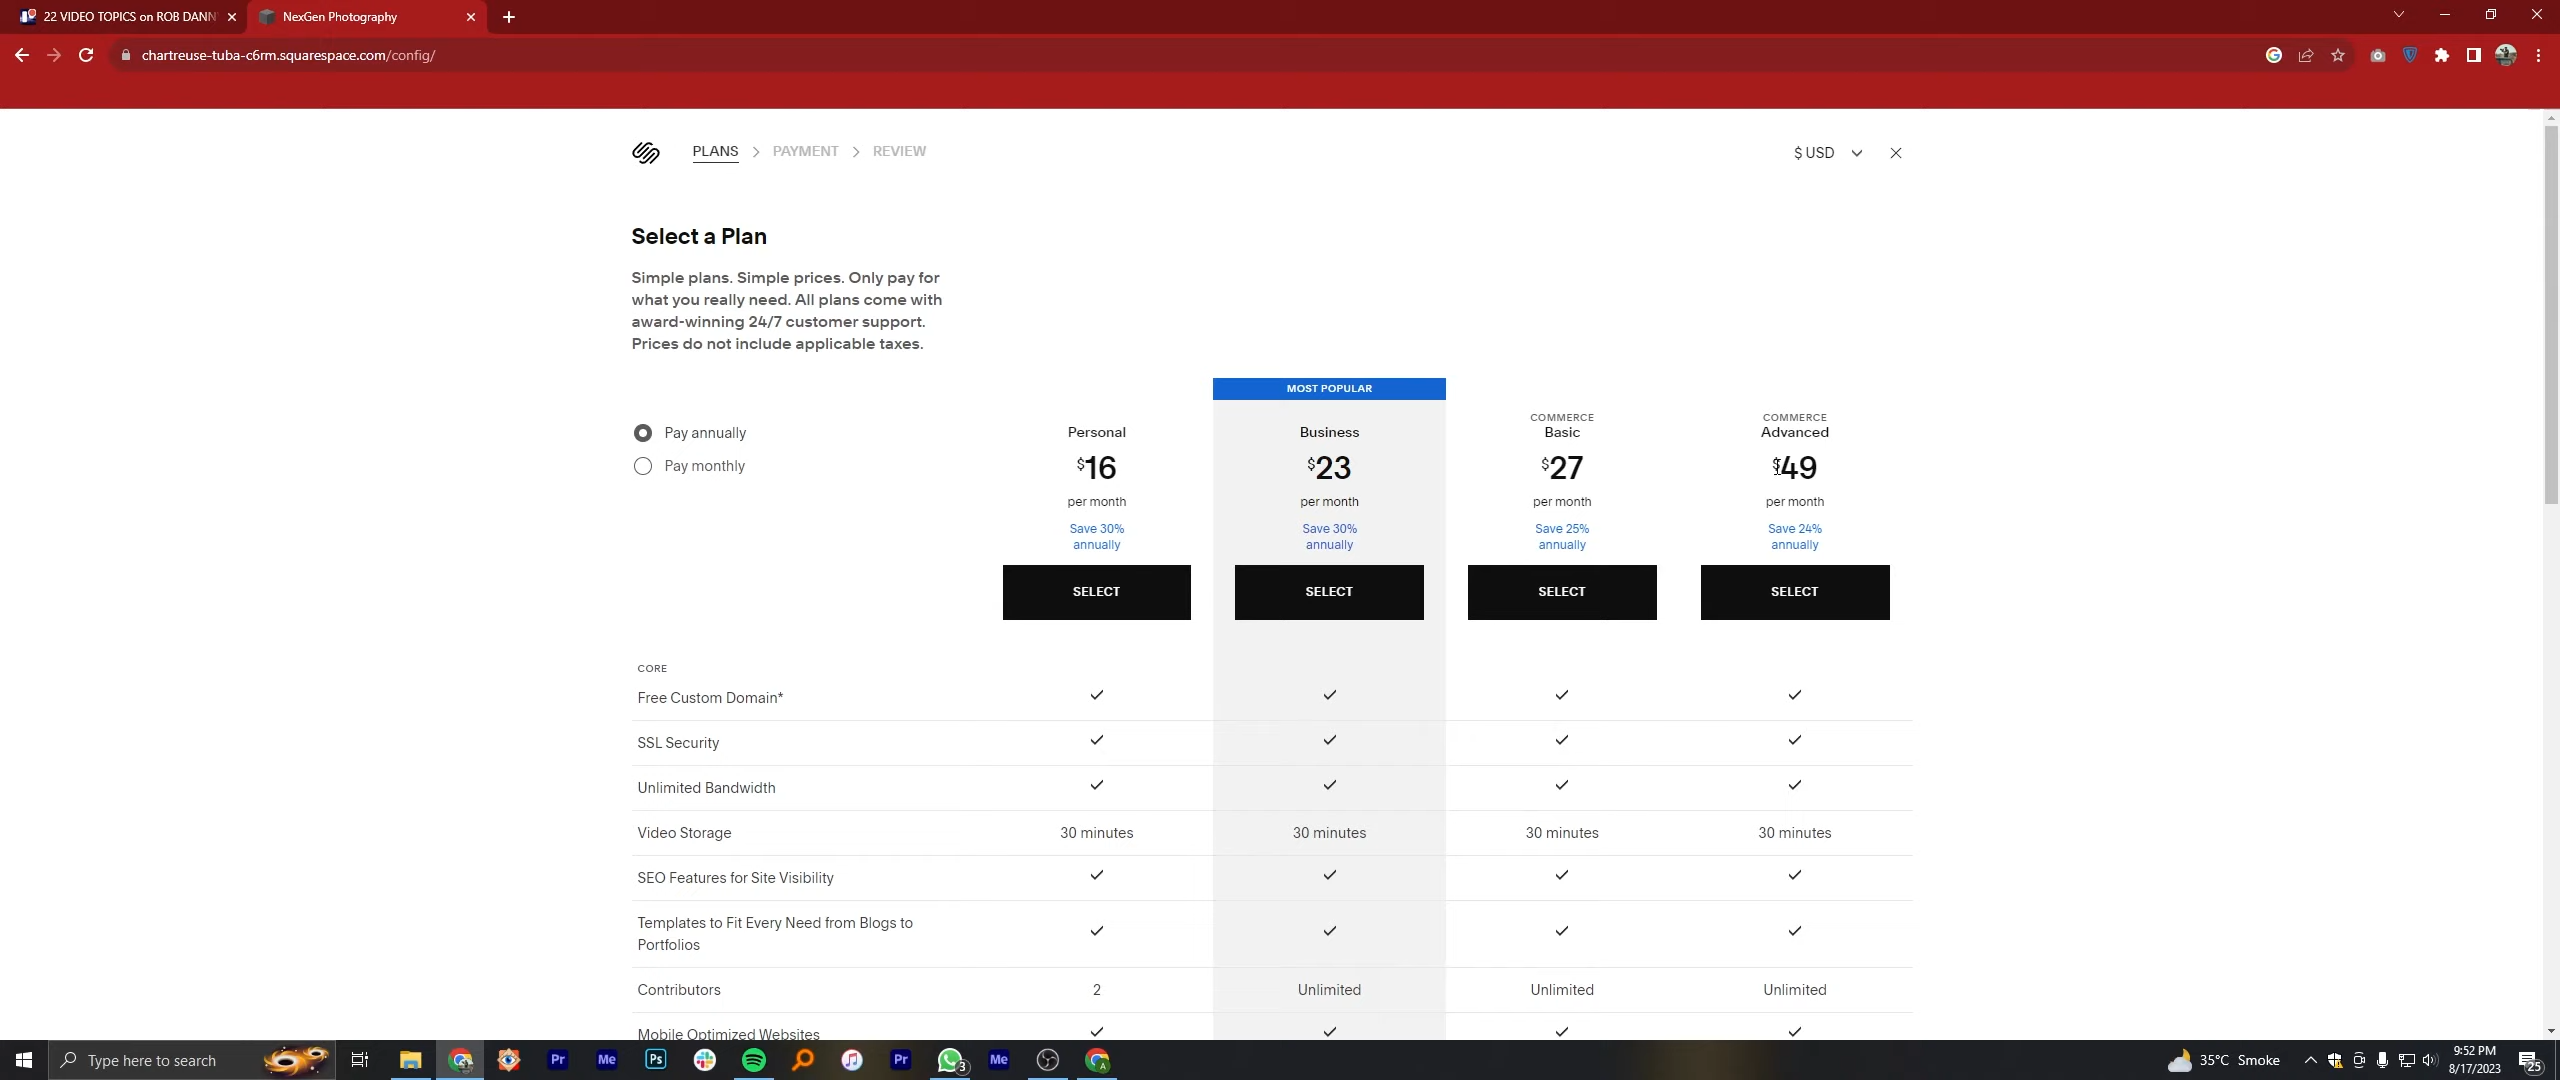 22 VIDEO TOPICS on ROB DANN
NexGen Photography
chartreuse-tuba-c6rm.squarespace.com/config/
PLANS > PAYMENT > REVIEW
$ USD
Select a Plan
Simple plans. Simple prices. Only pay for
what you really need. All plans come with
award-winning 24/7 customer support.
Prices do not include applicable taxes.
MOST POPULAR
COMMERCE COMMERCE
Pay annually Personal Business Basic Advanced
Pay monthly $16 $23 $27 $49
per month per month per month per month
Save 30% Save 30% Save 25% Save 24%
annually annually annually annually
SELECT SELECT SELECT SELECT
CORE
Free Custom Domain*
SSL Security
Unlimited Bandwidth
Video Storage 30 minutes 30 minutes 30 minutes 30 minutes
SEO Features for Site Visibility
Templates to Fit Every Need from Blogs to
Portfolios
Contributors 2 Unlimited Unlimited Unlimited
Mobile Optimized Websites
Type here to search
Pr Me Ps Pr 3 Me A
35°C Smoke
9:52 PM
8/17/2023
25